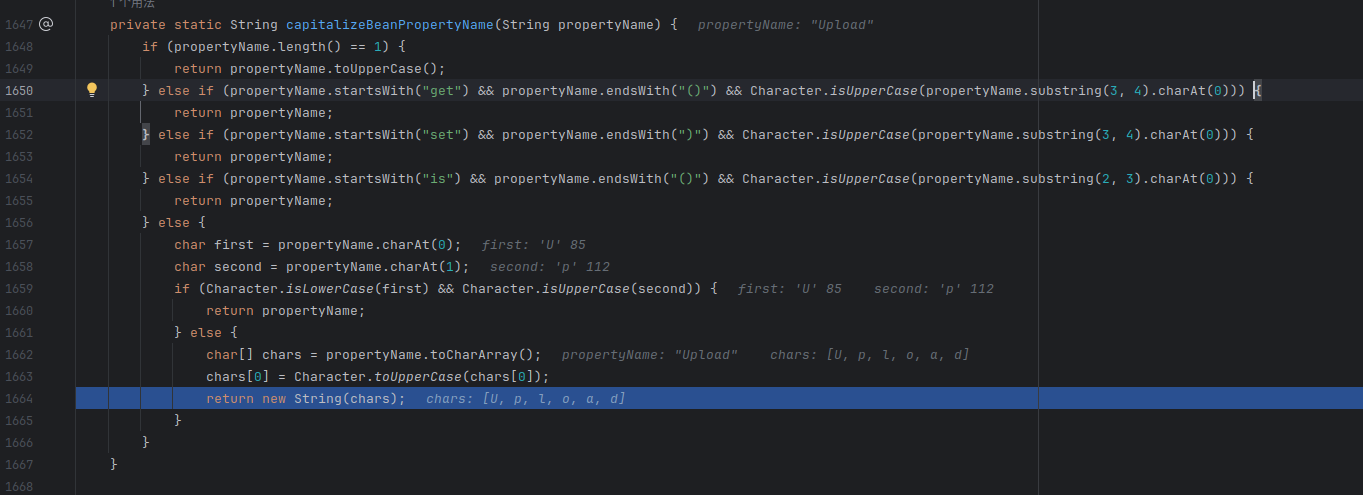 1个用法
1647 @ private static String capitalizeBeanPropertyName(String propertyName) { propertyName: "Upload"
1648 if (propertyName.length() == 1) {
1649 return propertyName.toUpperCase();
1650 } else if (propertyName.startsWith("get") && propertyName.endsWith("()") && Character.isUpperCase(propertyName.substring(3, 4).charAt(0))) {
1651 return propertyName;
1652 } else if (propertyName.startsWith("set") && propertyName.endsWith(")") && Character.isUpperCase(propertyName.substring(3, 4).charAt(0))) {
1653 return propertyName;
1654 } else if (propertyName.startsWith("is") && propertyName.endsWith("()") && Character.isUpperCase(propertyName.substring(2, 3).charAt(0))) {
1655 return propertyName;
1656 } else {
1657 char first = propertyName.charAt(0); first: 'U' 85
1658 char second = propertyName.charAt(1); second: 'p' 112
1659 if (Character.isLowerCase(first) && Character.isUpperCase(second)) { first: 'U' 85 second: 'p' 112
1660 return propertyName;
1661 } else {
1662 char[] chars = propertyName.toCharArray(); propertyName: "Upload" chars: [U, p, l, o, a, d]
1663 chars[0] = Character.toUpperCase(chars[0]);
1664 return new String(chars); chars: [U, p, l, o, a, d]
1665 }
1666 }
1667 }
1668